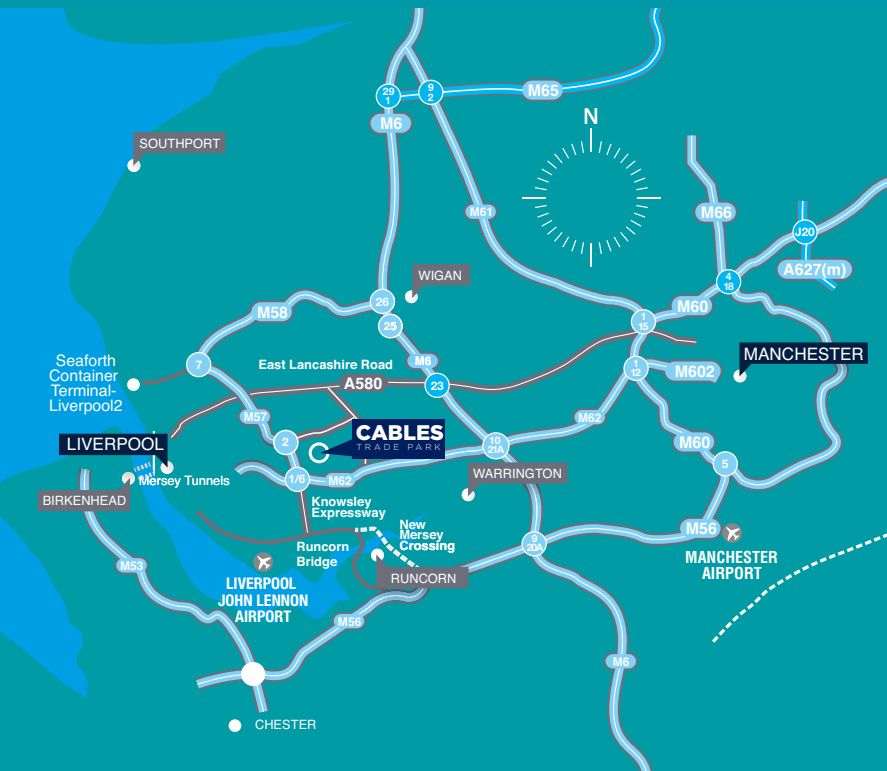 29
1
9
2
M65
M6
N
SOUTHPORT
M61
M66
J20
A627(m)
4
18
WIGAN
26
25
M58
M60
1
15
7
Seaforth
Container
Terminal-
Liverpool2
East Lancashire Road
A580
M6
23
1
12
M602
MANCHESTER
M57
M62
LIVERPOOL
2
CABLES
TRADE PARK
10
21A
M60
5
Mersey Tunnels
1/6
M62
WARRINGTON
BIRKENHEAD
Knowsley
Expressway
New
Mersey
Crossing
Runcorn
Bridge
9
20A
M56
MANCHESTER
AIRPORT
M53
LIVERPOOL
JOHN LENNON
AIRPORT
RUNCORN
M56
M6
CHESTER